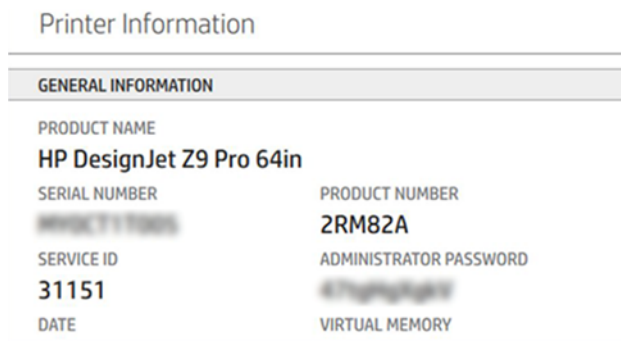 Printer Information
GENERAL INFORMATION
PRODUCT NAME
HP DesignJet Z9 Pro 64in
SERIAL NUMBER PRODUCT NUMBER
2RM82A
SERVICE ID ADMINISTRATOR PASSWORD
31151
DATE VIRTUAL MEMORY